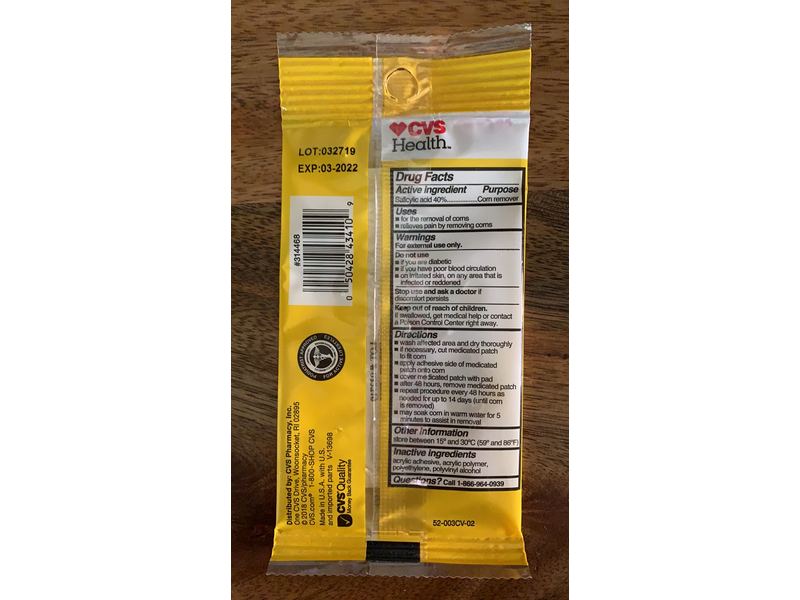 LOT:032719
EXP:03-2022
#314468
0 50428 43410 9
Distributed by: CVS Pharmacy, Inc.
One CVS Drive, Woonsocket, RI 02895
© 2018 CVS/pharmacy
CVS.com® 1-800-SHOP CVS
Made in U.S.A. with U.S.
and imported parts V-13698
CVS Quality
Money Back Guarantee
CVS
Health™
Drug Facts
Active ingredient Purpose
Salicylic acid 40%..............Corn remover
Uses
■ for the removal of corns
■ relieves pain by removing corns
Warnings
For external use only.
Do not use
■ if you are diabetic
■ if you have poor blood circulation
■ on irritated skin, on any area that is
infected or reddened
Stop use and ask a doctor if
discomfort persists
Keep out of reach of children.
If swallowed, get medical help or contact
a Poison Control Center right away.
Directions
■ wash affected area and dry thoroughly
■ if necessary, cut medicated patch
to fit corn
■ apply adhesive side of medicated
patch onto corn
■ cover medicated patch with pad
■ after 48 hours, remove medicated patch
■ repeat procedure every 48 hours as
needed for up to 14 days (until corn
is removed)
■ may soak corn in warm water for 5
minutes to assist in removal
Other information
store between 15° and 30°C (59° and 86°F)
Inactive ingredients
acrylic adhesive, acrylic polymer,
polyethylene, polyvinyl alcohol
Questions? Call 1-866-964-0939
52-003CV-02